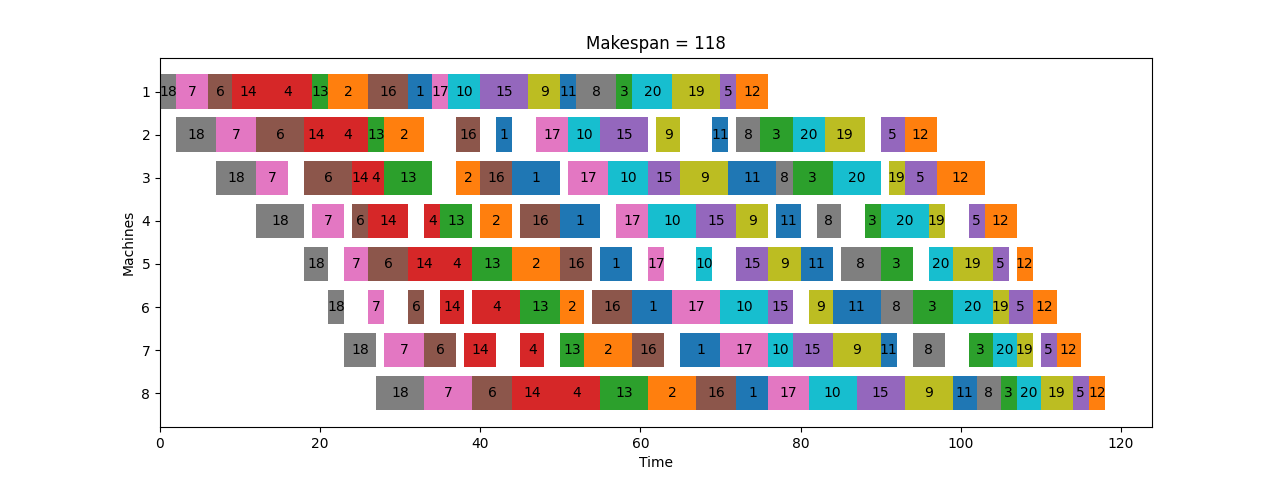 Makespan = 118
1 18 7 6 14 4 13 2 16 1 17 10 15 9 11 8 3 20 19 5 12
2 18 7 6 14 4 13 2 16 1 17 10 15 9 11 8 3 20 19 5 12
3 18 7 6 14 4 13 2 16 1 17 10 15 9 11 8 3 20 19 5 12
4 18 7 6 14 4 13 2 16 1 17 10 15 9 11 8 3 20 19 5 12
5 18 7 6 14 4 13 2 16 1 17 10 15 9 11 8 3 20 19 5 12
6 18 7 6 14 4 13 2 16 1 17 10 15 9 11 8 3 20 19 5 12
7 18 7 6 14 4 13 2 16 1 17 10 15 9 11 8 3 20 19 5 12
8 18 7 6 14 4 13 2 16 1 17 10 15 9 11 8 3 20 19 5 12
Machines
0 20 40 60 80 100 120
Time